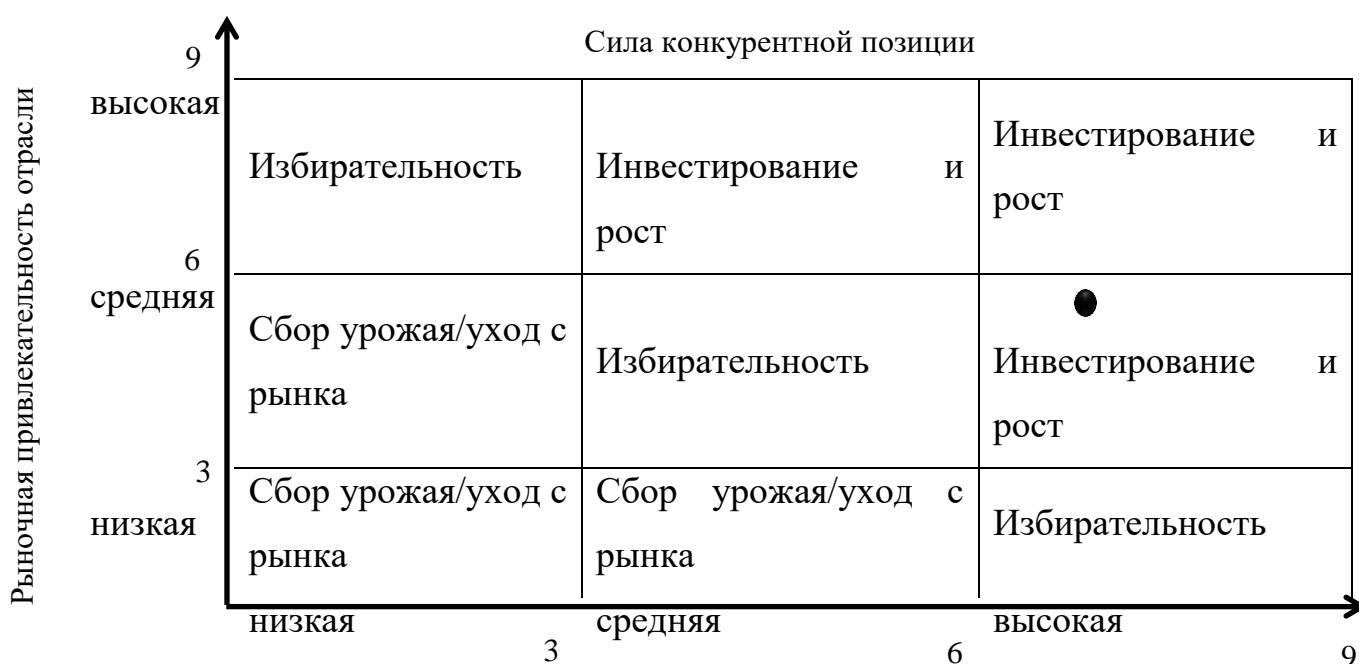 Сила конкурентной позиции
Рыночная привлекательность отрасли
9
высокая
Избирательность
Инвестирование и
рост
Инвестирование и
рост
6
средняя
Сбор урожая/уход с
рынка
Избирательность
Инвестирование и
рост
3
низкая
Сбор урожая/уход с
рынка
Сбор урожая/уход с
рынка
Избирательность
низкая
средняя
высокая
3
6
9